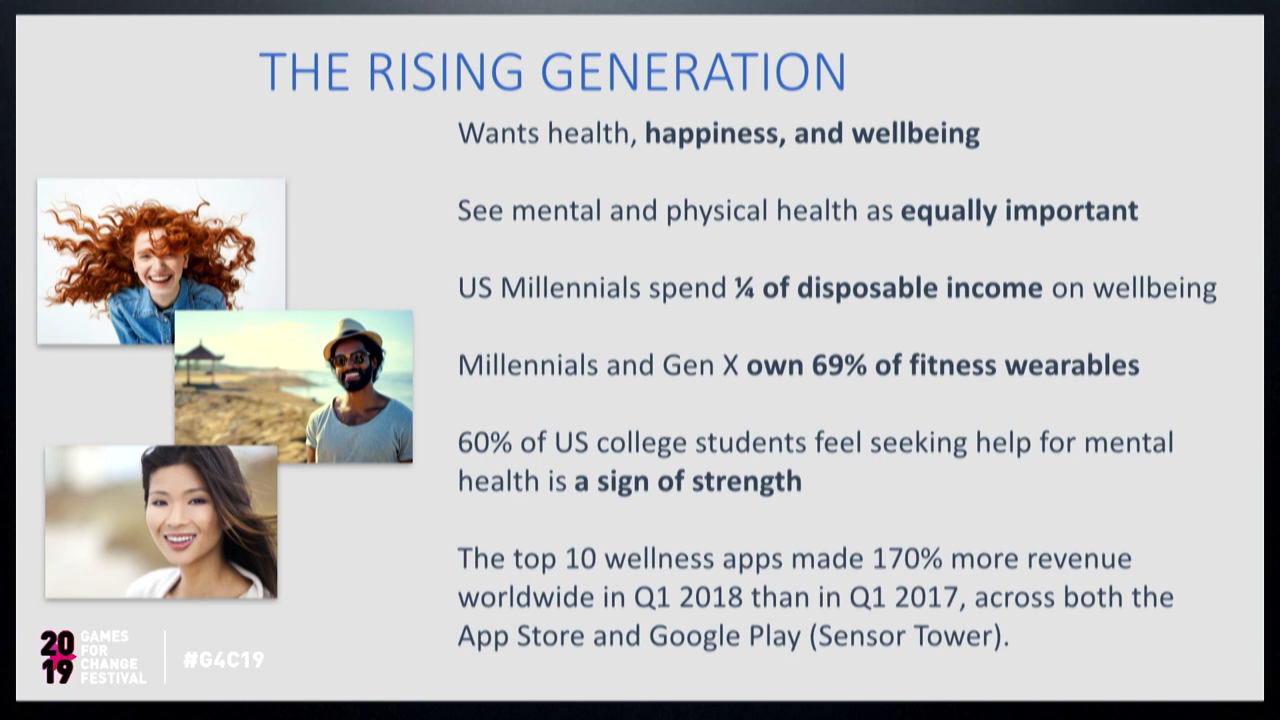 THE RISING GENERATION
Wants health, happiness, and wellbeing
See mental and physical health as equally important
US Millennials spend ¼ of disposable income on wellbeing
Millennials and Gen X own 69% of fitness wearables
60% of US college students feel seeking help for mental
health is a sign of strength
The top 10 wellness apps made 170% more revenue
worldwide in Q1 2018 than in Q1 2017, across both the
App Store and Google Play (Sensor Tower).
20
19
GAMES
FOR
CHANGE
FESTIVAL
#G4C19